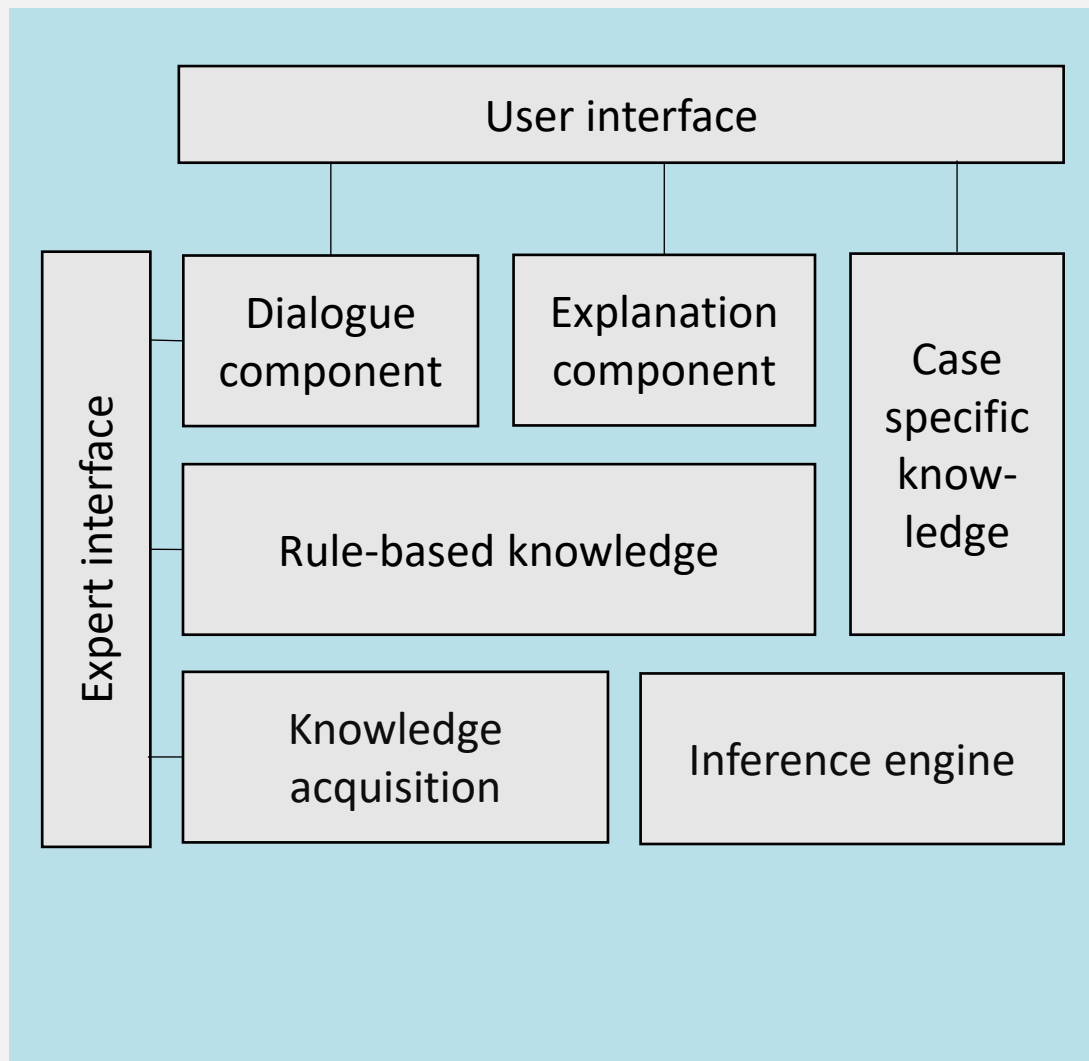 User interface
Expert interface
Dialogue
component
Explanation
component
Case
specific
know-
ledge
Rule-based knowledge
Knowledge
acquisition
Inference engine